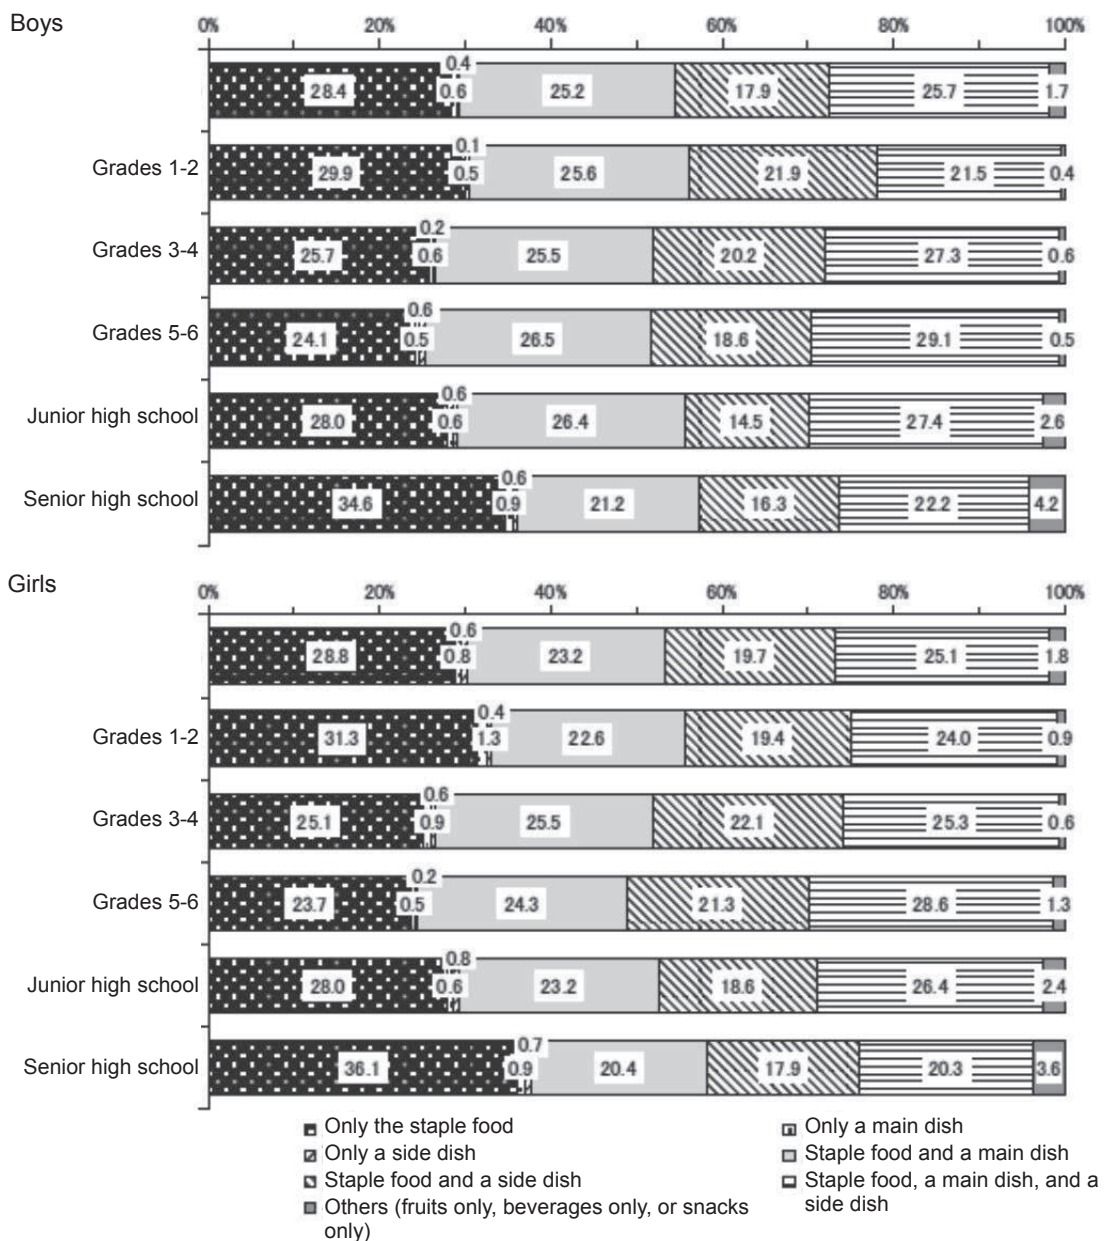 Boys
0% 20% 40% 60% 80% 100%
0.4
28.4 0.6 25.2 17.9 25.7 1.7
0.1
Grades 1-2 29.9 0.5 25.6 21.9 21.5 0.4
0.2
Grades 3-4 25.7 0.6 25.5 20.2 27.3 0.6
0.6
Grades 5-6 24.1 0.5 26.5 18.6 29.1 0.5
0.6
Junior high school 28.0 0.6 26.4 14.5 27.4 2.6
0.6
Senior high school 34.6 0.9 21.2 16.3 22.2 4.2
Girls
0% 20% 40% 60% 80% 100%
0.6
28.8 0.8 23.2 19.7 25.1 1.8
0.4
Grades 1-2 31.3 1.3 22.6 19.4 24.0 0.9
0.6
Grades 3-4 25.1 0.9 25.5 22.1 25.3 0.6
0.2
Grades 5-6 23.7 0.5 24.3 21.3 28.6 1.3
0.8
Junior high school 28.0 0.6 23.2 18.6 26.4 2.4
0.7
Senior high school 36.1 0.9 20.4 17.9 20.3 3.6
Only the staple food
Only a side dish
Staple food and a side dish
Others (fruits only, beverages only, or snacks
only)
Only a main dish
Staple food and a main dish
Staple food, a main dish, and a
side dish